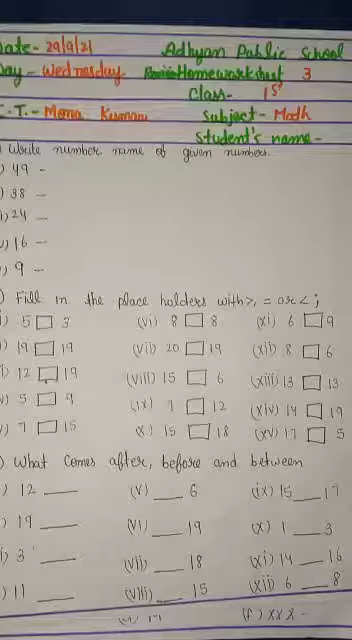 Date - 29/9/21 Adhyan Public School
Day - Wednesday Homeworksheet 3
Class - 1st
C.T. - Mona Kumari Subject - Math
Student's name -
Write number name of given numbers.
) 49 -
) 38 -
i) 24 -
v) 16 -
) 9 -
) Fill in the place holders with >, = or <;
i) 5 □ 3 (vi) 8 □ 8 (xi) 6 □ 9
) 19 □ 19 (vii) 20 □ 19 (xii) 8 □ 6
i) 12 □ 19 (viii) 15 □ 6 (xiii) 13 □ 13
v) 5 □ 9 (ix) 7 □ 12 (xiv) 14 □ 19
) 7 □ 15 (x) 15 □ 18 (xv) 17 □ 5
) What comes after, before and between
) 12 ___ (v) ___ 6 (ix) 15 ___ 17
) 19 ___ (vi) ___ 19 (x) 1 ___ 3
i) 3 ___ (vii) ___ 18 (xi) 14 ___ 16
) 11 ___ (viii) ___ 15 (xii) 6 ___ 8
(f) xxx -